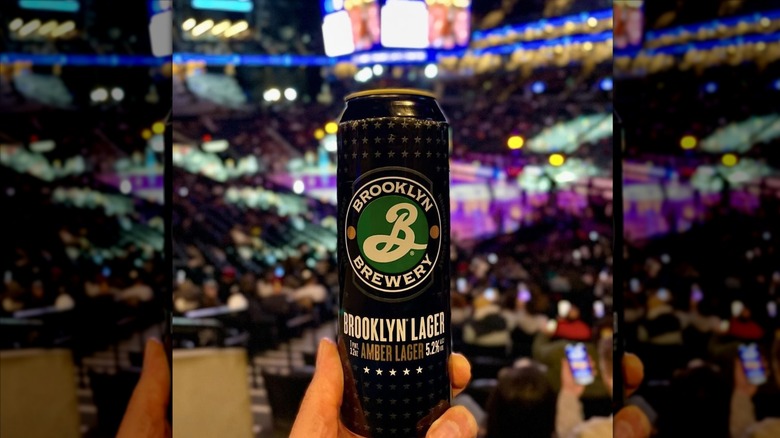 BROOKLYN
B
BREWERY
BROOKLYN LAGER
AMBER LAGER 5.2%